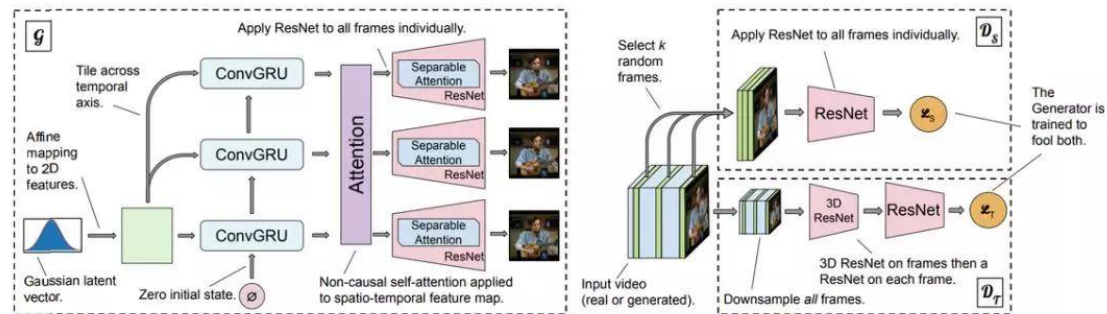 𝒢
Apply ResNet to all frames individually.
Tile across
temporal
axis.
ConvGRU
ConvGRU
ConvGRU
Affine
mapping
to 2D
features.
Gaussian latent
vector.
Zero initial state.
∅
Attention
Separable
Attention
ResNet
Separable
Attention
ResNet
Separable
Attention
ResNet
Non-causal self-attention applied
to spatio-temporal feature map.
Select k
random
frames.
Input video
(real or generated).
𝒟𝒮
Apply ResNet to all frames individually.
ResNet
ℒS
The
Generator is
trained to
fool both.
3D
ResNet
ResNet
ℒT
3D ResNet on frames then a
ResNet on each frame.
Downsample all frames.
𝒟𝒯